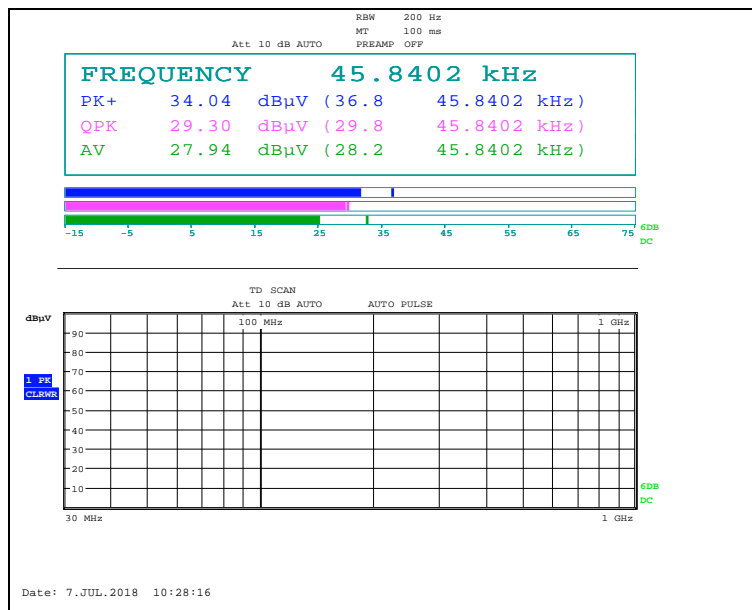 RBW 200 Hz
MT 100 ms
Att 10 dB AUTO PREAMP OFF
FREQUENCY 45.8402 kHz
PK+ 34.04 dBµV (36.8 45.8402 kHz)
QPK 29.30 dBµV (29.8 45.8402 kHz)
AV 27.94 dBµV (28.2 45.8402 kHz)
-15 -5 5 15 25 35 45 55 65 75
6DB
DC
TD SCAN
Att 10 dB AUTO AUTO PULSE
dBµV
100 MHz 1 GHz
90
80
70
1 PK
CLRWR
60
50
40
30
20
10
6DB
DC
30 MHz 1 GHz
Date: 7.JUL.2018 10:28:16